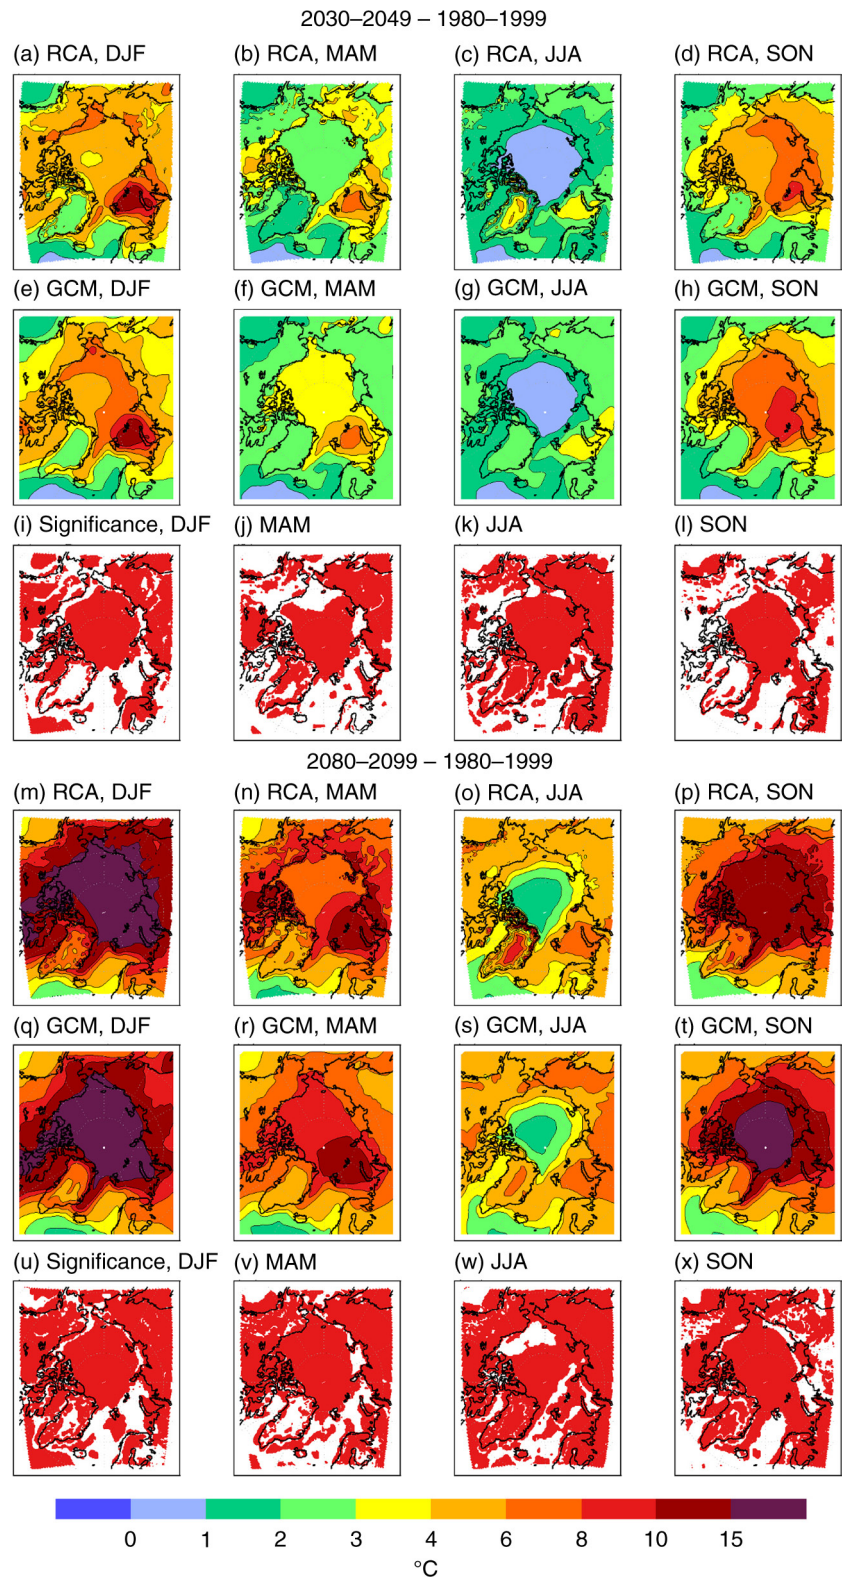 2030–2049 – 1980–1999
(a) RCA, DJF (b) RCA, MAM (c) RCA, JJA (d) RCA, SON
(e) GCM, DJF (f) GCM, MAM (g) GCM, JJA (h) GCM, SON
(i) Significance, DJF (j) MAM (k) JJA (l) SON
2080–2099 – 1980–1999
(m) RCA, DJF (n) RCA, MAM (o) RCA, JJA (p) RCA, SON
(q) GCM, DJF (r) GCM, MAM (s) GCM, JJA (t) GCM, SON
(u) Significance, DJF (v) MAM (w) JJA (x) SON
0 1 2 3 4 6 8 10 15
°C